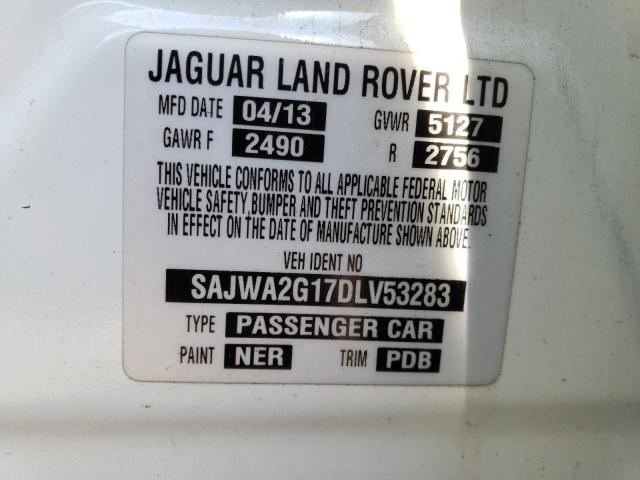 JAGUAR LAND ROVER LTD
MFD DATE 04/13 GVWR 5127
GAWR F 2490 R 2756
THIS VEHICLE CONFORMS TO ALL APPLICABLE FEDERAL MOTOR
VEHICLE SAFETY, BUMPER AND THEFT PREVENTION STANDARDS
IN EFFECT ON THE DATE OF MANUFACTURE SHOWN ABOVE.
VEH IDENT NO
SAJWA2G17DLV53283
TYPE PASSENGER CAR
PAINT NER TRIM PDB